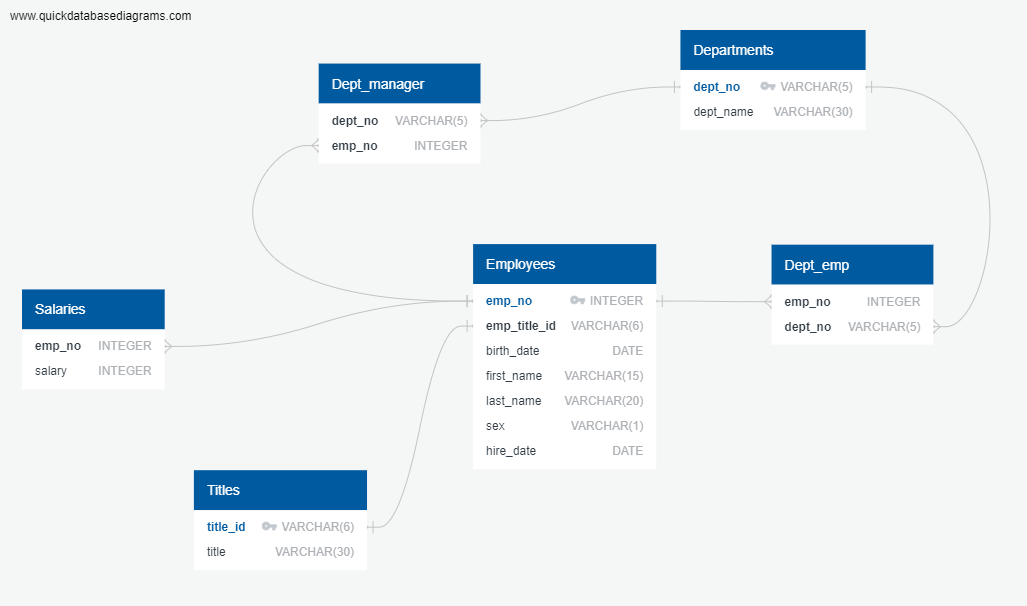 www.quickdatabasediagrams.com
Departments
dept_no VARCHAR(5)
dept_name VARCHAR(30)
Dept_manager
dept_no VARCHAR(5)
emp_no INTEGER
Employees
emp_no INTEGER
emp_title_id VARCHAR(6)
birth_date DATE
first_name VARCHAR(15)
last_name VARCHAR(20)
sex VARCHAR(1)
hire_date DATE
Dept_emp
emp_no INTEGER
dept_no VARCHAR(5)
Salaries
emp_no INTEGER
salary INTEGER
Titles
title_id VARCHAR(6)
title VARCHAR(30)